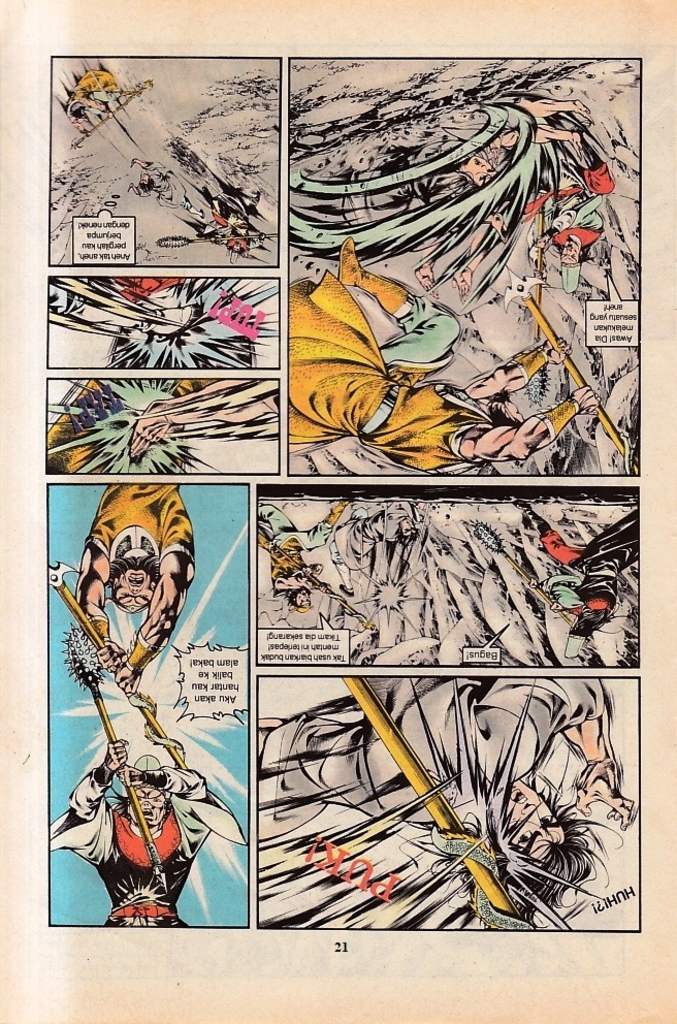 HUH!?
PUK!
Bagus!
Tak usah biarkan budak
mentah ini terlepas!
Tikam dia sekarang!
Aku akan
hantar kau
balik ke
alam baka!
Awas! Dia
melakukan
sesuatu yang
aneh!
Aneh tak aneh,
pergilah kau
berjumpa
dengan nenek!
21